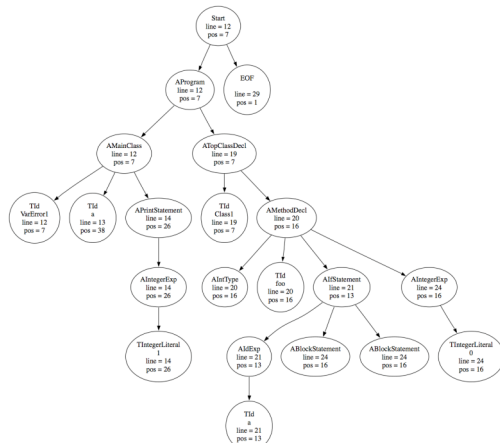 Start
line = 12
pos = 7
AProgram
line = 12
pos = 7
EOF
line = 29
pos = 1
AMainClass
line = 12
pos = 7
ATopClassDecl
line = 19
pos = 7
TId
VarError1
line = 12
pos = 7
TId
a
line = 13
pos = 38
APrintStatement
line = 14
pos = 26
TId
Class1
line = 19
pos = 7
AMethodDecl
line = 20
pos = 16
AIntegerExp
line = 14
pos = 26
AIntType
line = 20
pos = 16
TId
foo
line = 20
pos = 16
AIfStatement
line = 21
pos = 13
AIntegerExp
line = 24
pos = 16
TIntegerLiteral
1
line = 14
pos = 26
AIdExp
line = 21
pos = 13
ABlockStatement
line = 24
pos = 16
ABlockStatement
line = 24
pos = 16
TIntegerLiteral
0
line = 24
pos = 16
TId
a
line = 21
pos = 13